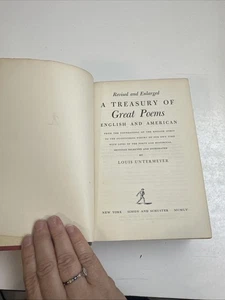 Revised and Enlarged
A TREASURY OF
Great Poems
ENGLISH AND AMERICAN
FROM THE FOUNDATIONS OF THE ENGLISH SPIRIT
TO THE OUTSTANDING POETRY OF OUR OWN TIME
WITH LIVES OF THE POETS AND HISTORICAL
SETTINGS SELECTED AND INTEGRATED
BY
LOUIS UNTERMEYER
NEW YORK SIMON AND SCHUSTER